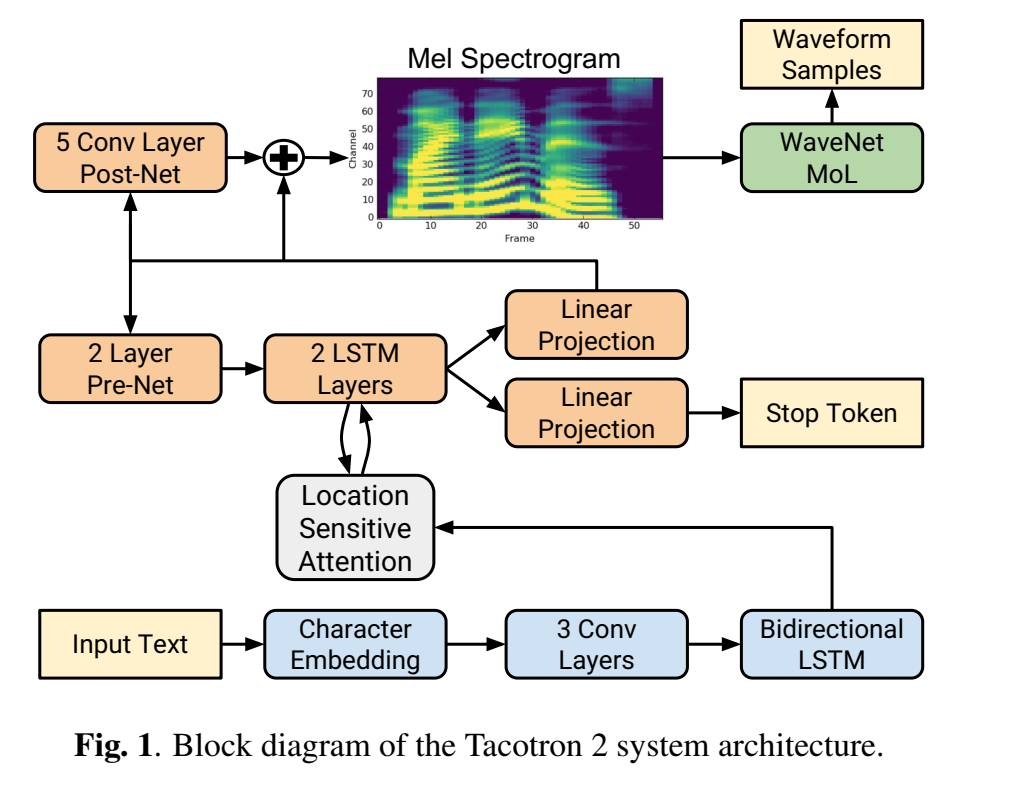 Waveform
Samples
Mel Spectrogram
5 Conv Layer
Post-Net
Channel
70
60
50
40
30
20
10
0
0 10 20 30 40 50
Frame
WaveNet
MoL
Linear
Projection
2 Layer
Pre-Net
2 LSTM
Layers
Linear
Projection
Stop Token
Location
Sensitive
Attention
Input Text
Character
Embedding
3 Conv
Layers
Bidirectional
LSTM
Fig. 1. Block diagram of the Tacotron 2 system architecture.